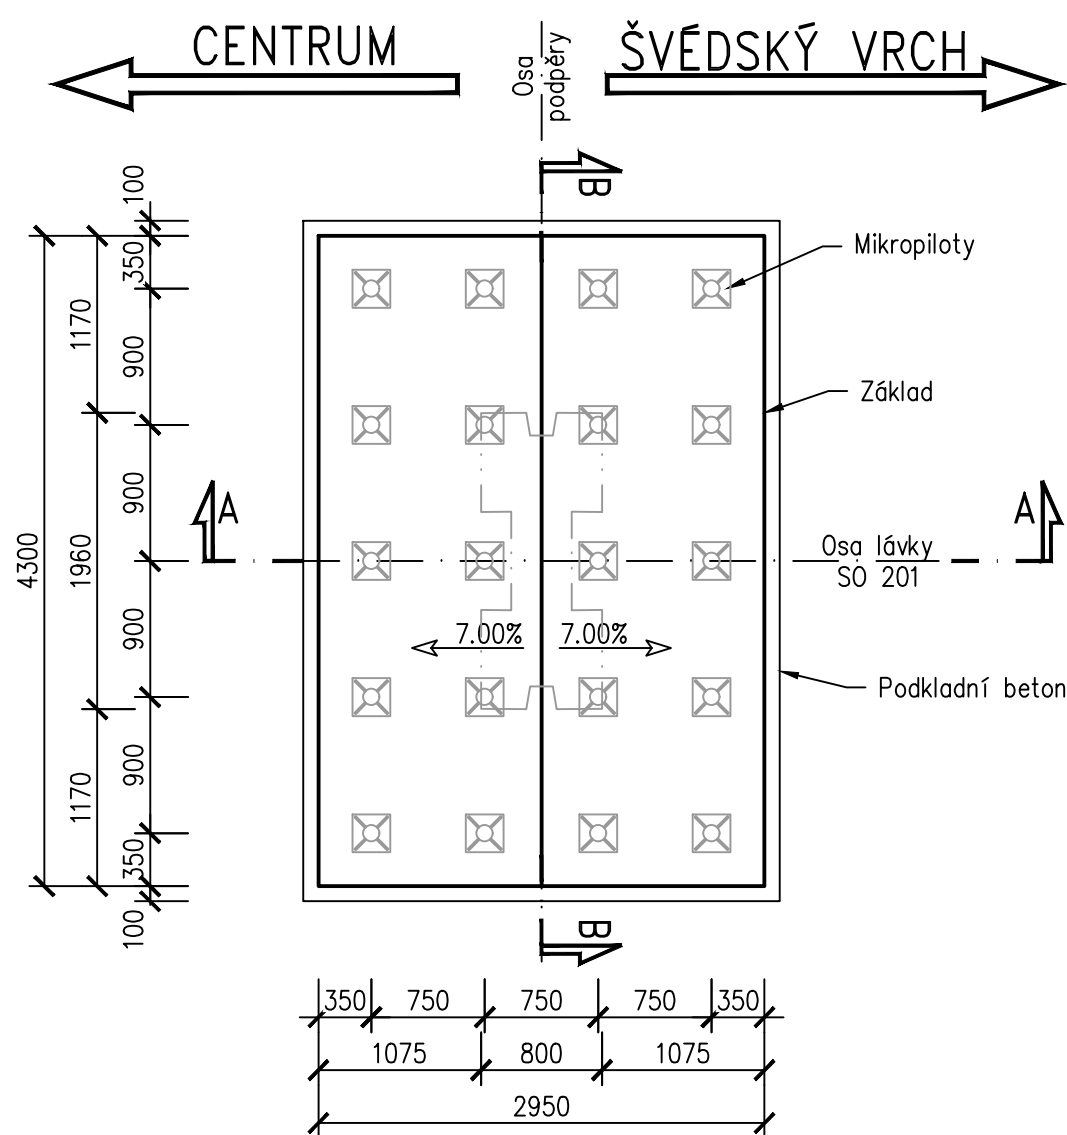 CENTRUM
Osa
podpěry
ŠVÉDSKÝ VRCH
B
100
350
1170
900
Mikropiloty
Základ
900
A
A
4300
1960
Osa lávky
SO 201
900
7.00%
7.00%
Podkladní beton
900
1170
350
100
B
350
750
750
750
350
1075
800
1075
2950